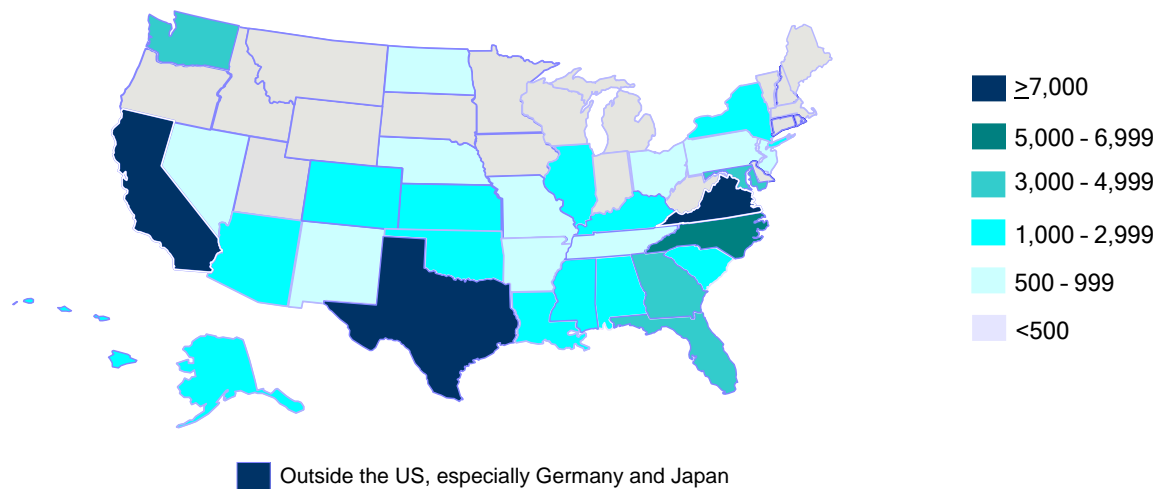 ≥7,000
5,000 - 6,999
3,000 - 4,999
1,000 - 2,999
500 - 999
<500
Outside the US, especially Germany and Japan